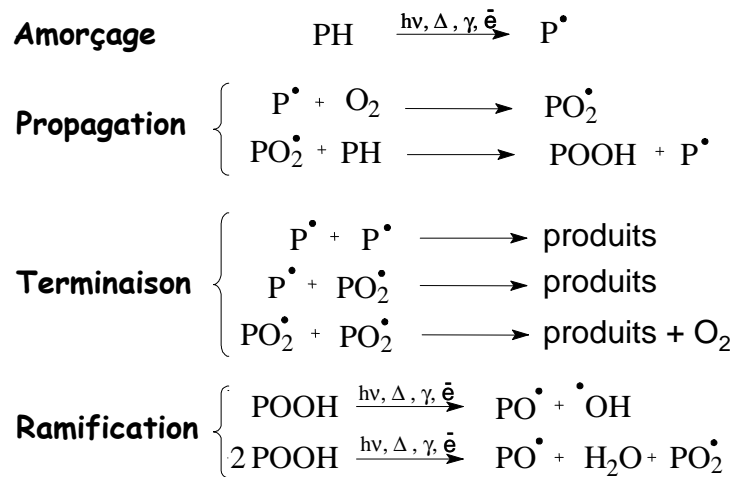 Amorçage PH hν, Δ, γ, ē P•
P• + O₂ PO₂•
Propagation
PO₂• + PH POOH + P•
P• + P• produits
Terminaison P• + PO₂• produits
PO₂• + PO₂• produits + O₂
POOH hν, Δ, γ, ē PO• + •OH
Ramification
2 POOH hν, Δ, γ, ē PO• + H₂O + PO₂•